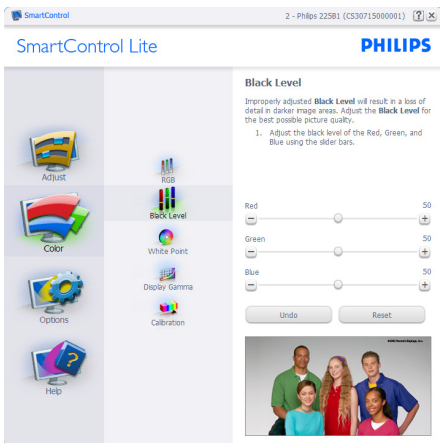 SmartControl
2 - Philips 225B1 (CS30715000001)
SmartControl Lite
PHILIPS
Adjust
Color
Options
Help
RGB
Black Level
White Point
Display Gamma
Calibration
Black Level
Improperly adjusted Black Level will result in a loss of
detail in darker image areas. Adjust the Black Level for
the best possible picture quality.
1. Adjust the black level of the Red, Green, and
Blue using the slider bars.
Red 50
Green 50
Blue 50
Undo
Reset